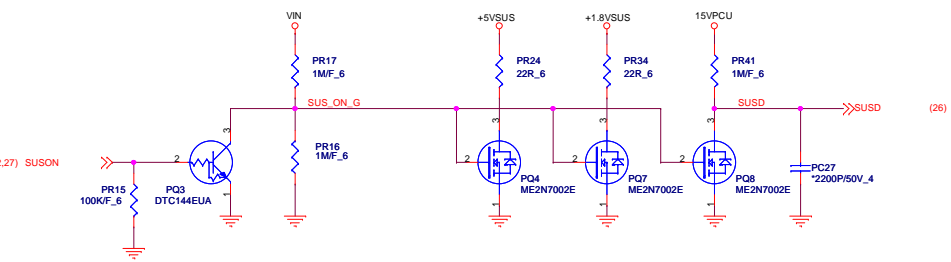 VIN
+5VSUS
+1.8VSUS
15VPCU
PR17
1M/F_6
PR24
22R_6
PR34
22R_6
PR41
1M/F_6
SUS_ON_G
SUSD
SUSD
(26)
3
3
3
3
,27) SUSON
2
PR16
1M/F_6
2
2
2
PC27
*2200P/50V_4
PR15
100K/F_6
PQ3
DTC144EUA
1
PQ4
ME2N7002E
1
PQ7
ME2N7002E
1
PQ8
ME2N7002E
1